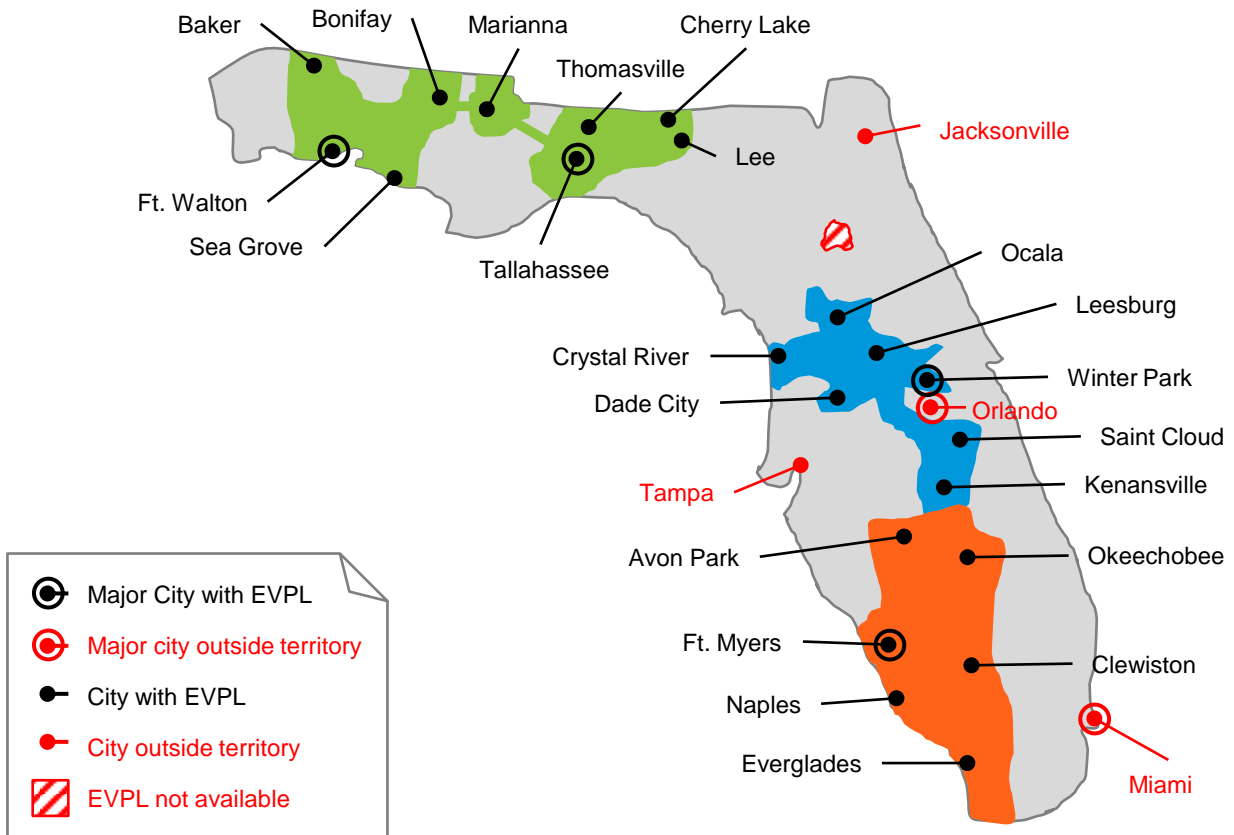 Baker
Bonifay
Marianna
Cherry Lake
Thomasville
Jacksonville
Lee
Ft. Walton
Sea Grove
Tallahassee
Ocala
Leesburg
Crystal River
Winter Park
Dade City
Orlando
Saint Cloud
Tampa
Kenansville
Avon Park
Okeechobee
Ft. Myers
Clewiston
Naples
Everglades
Miami
Major City with EVPL
Major city outside territory
City with EVPL
City outside territory
EVPL not available